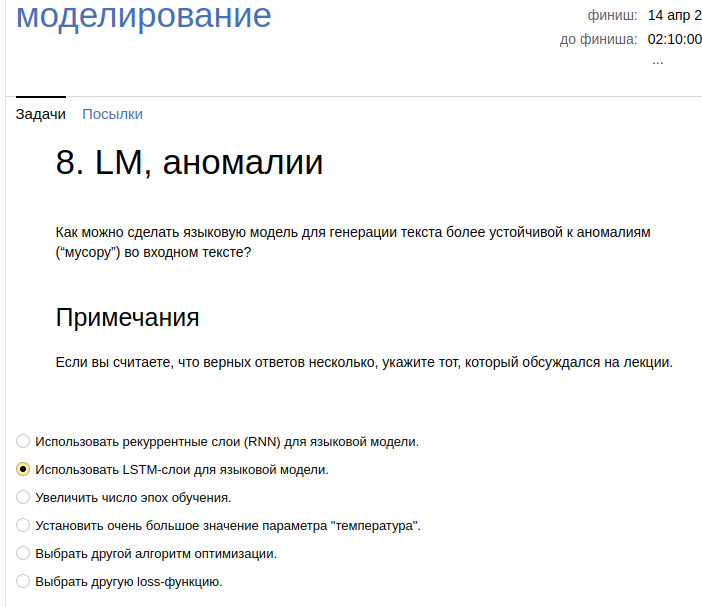 моделирование
финиш: 14 апр 2
до финиша: 02:10:00
...
Задачи Посылки
8. LM, аномалии
Как можно сделать языковую модель для генерации текста более устойчивой к аномалиям
(“мусору”) во входном тексте?
Примечания
Если вы считаете, что верных ответов несколько, укажите тот, который обсуждался на лекции.
Использовать рекуррентные слои (RNN) для языковой модели.
Использовать LSTM-слои для языковой модели.
Увеличить число эпох обучения.
Установить очень большое значение параметра "температура".
Выбрать другой алгоритм оптимизации.
Выбрать другую loss-функцию.